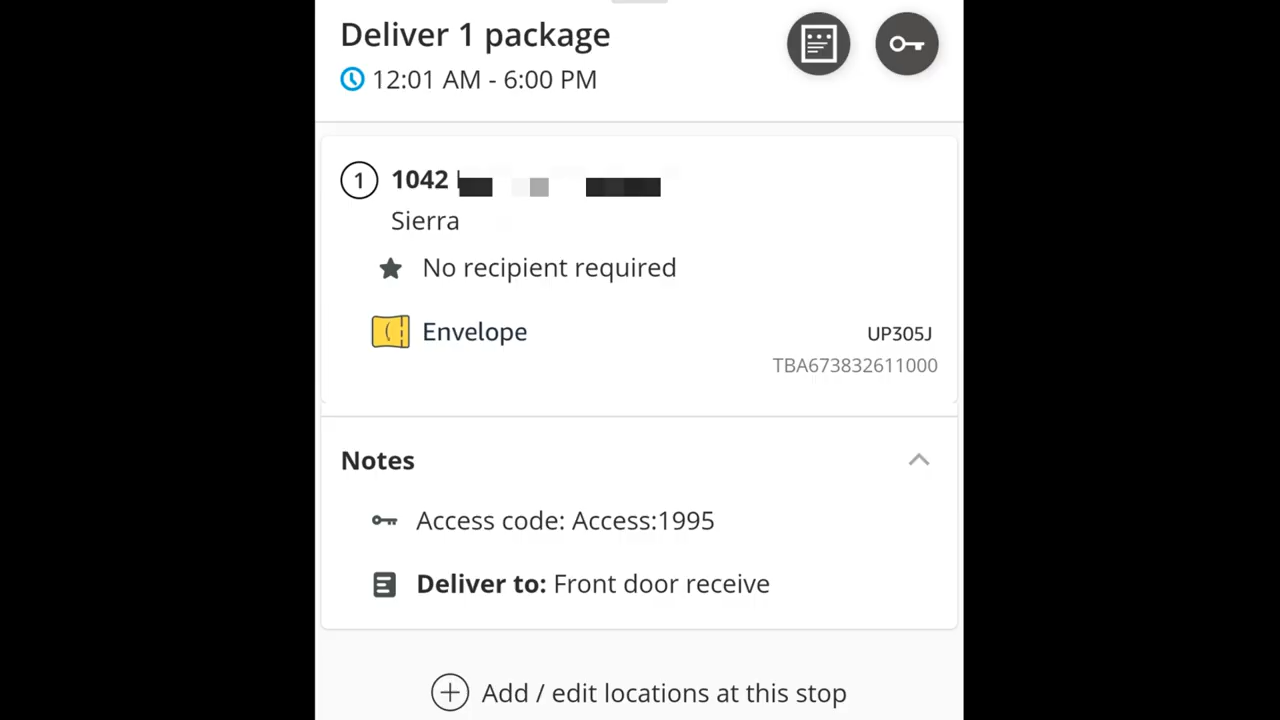 Deliver 1 package
12:01 AM - 6:00 PM
1 1042
Sierra
No recipient required
Envelope UP305J
TBA673832611000
Notes
Access code: Access:1995
Deliver to: Front door receive
Add / edit locations at this stop